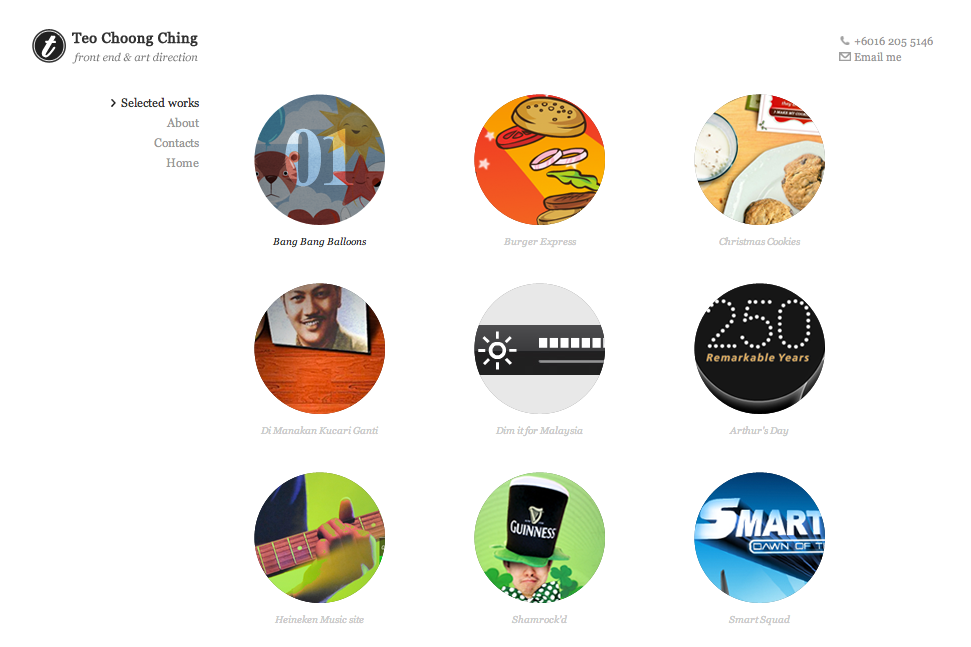 t Teo Choong Ching
front end & art direction
+6016 205 5146
Email me
Selected works
About
Contacts
Home
01
Bang Bang Balloons
Burger Express
Christmas Cookies
Di Manakan Kucari Ganti
Dim it for Malaysia
250
Remarkable Years
Arthur's Day
Heineken Music site
GUINNESS
Shamrock'd
SMART
DAWN OF T
Smart Squad